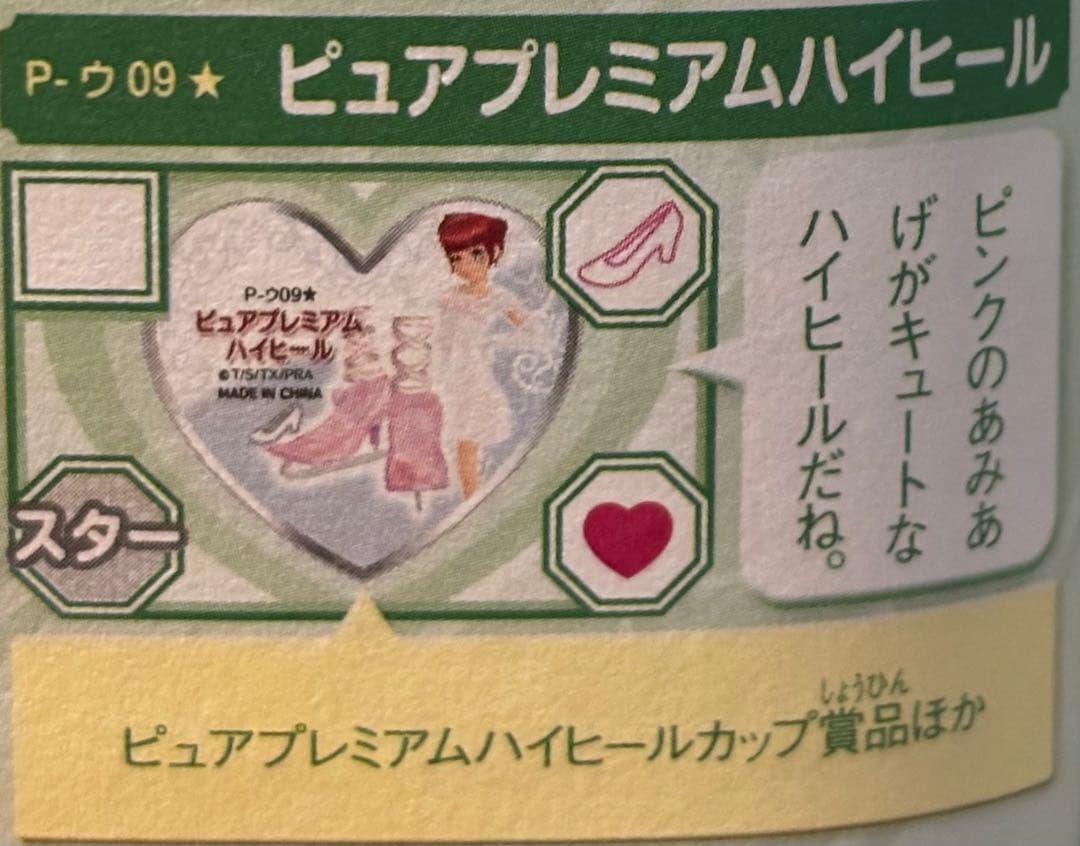 P-ウ09★ ピュアプレミアムハイヒール
P-ウ09★
ピュアプレミアム
ハイヒール
©T/S/TX/PRA
MADE IN CHINA
スター
ピンクのあみあ
げがキュートな
ハイヒールだね。
しょうひん
ピュアプレミアムハイヒールカップ賞品ほか